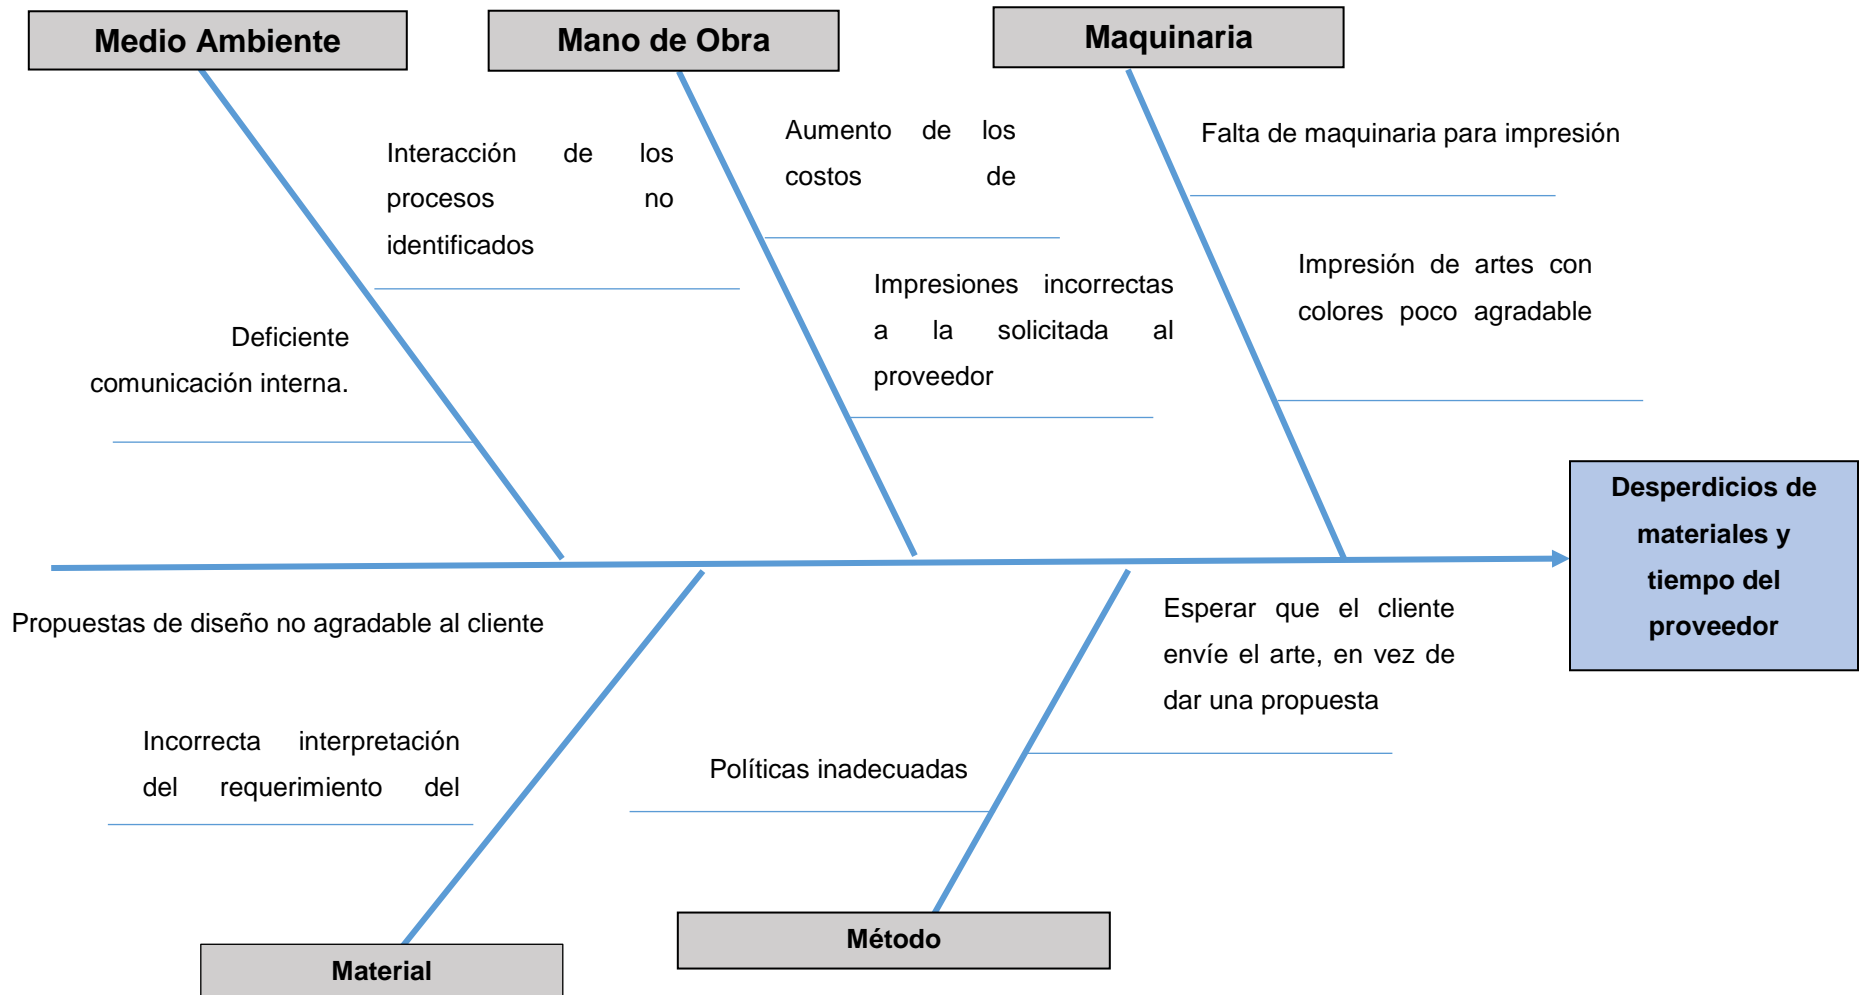 Medio Ambiente
Mano de Obra
Maquinaria
Interacción de los
procesos no
identificados
Deficiente
comunicación interna.
Aumento de los
costos de
Impresiones incorrectas
a la solicitada al
proveedor
Falta de maquinaria para impresión
Impresión de artes con
colores poco agradable
Desperdicios de
materiales y
tiempo del
proveedor
Propuestas de diseño no agradable al cliente
Incorrecta interpretación
del requerimiento del
Políticas inadecuadas
Esperar que el cliente
envíe el arte, en vez de
dar una propuesta
Material
Método